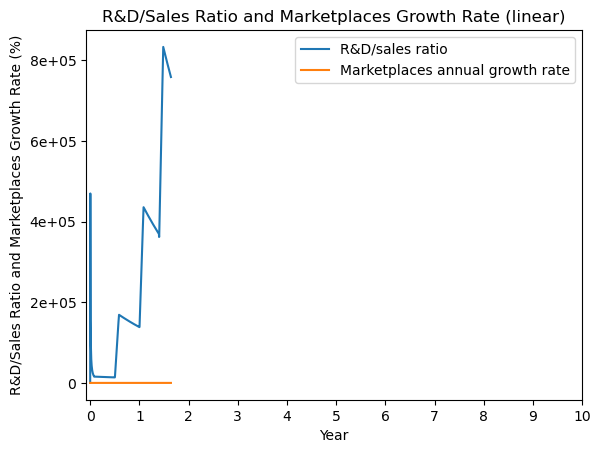 R&D/Sales Ratio and Marketplaces Growth Rate (linear)
R&D/Sales Ratio and Marketplaces Growth Rate (%)
8e+05
6e+05
4e+05
2e+05
0
R&D/sales ratio
Marketplaces annual growth rate
0 1 2 3 4 5 6 7 8 9 10
Year